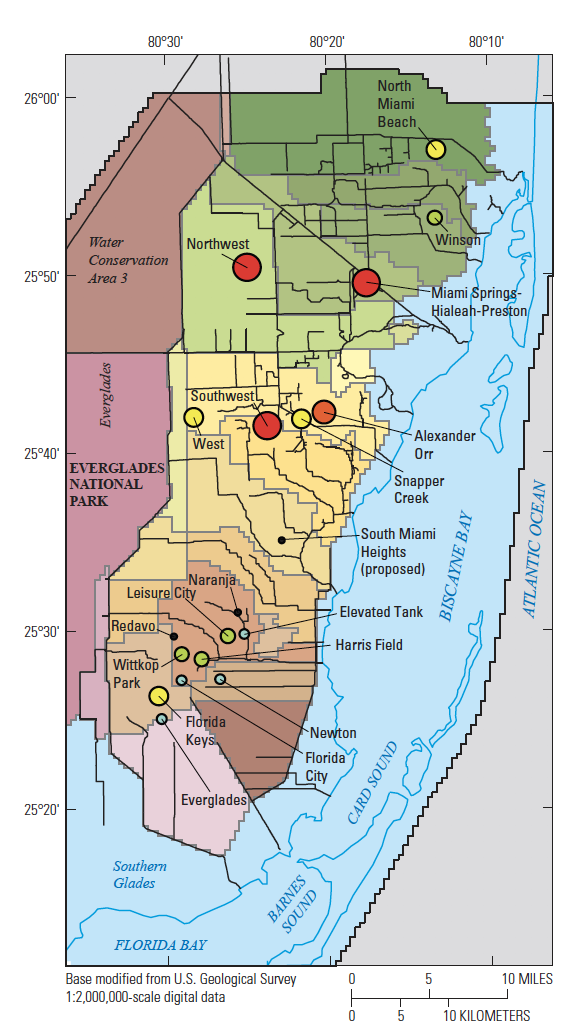 80°30'
80°20'
80°10'
26°00'
North
Miami
Beach
Water
Conservation
Area 3
Northwest
Winson
25°50'
Miami Springs-
Hialeah-Preston
Everglades
Southwest
West
Alexander
Orr
25°40'
EVERGLADES
NATIONAL
PARK
Snapper
Creek
ATLANTIC OCEAN
BISCAYNE BAY
South Miami
Heights
(proposed)
Naranja
Leisure City
Elevated Tank
25°30'
Redavo
Harris Field
Wittkop
Park
Florida
Keys
Newton
Florida
City
CARD SOUND
Everglades
25°20'
Southern
Glades
BARNES
SOUND
FLORIDA BAY
Base modified from U.S. Geological Survey
1:2,000,000-scale digital data
0 5 10 MILES
0 5 10 KILOMETERS